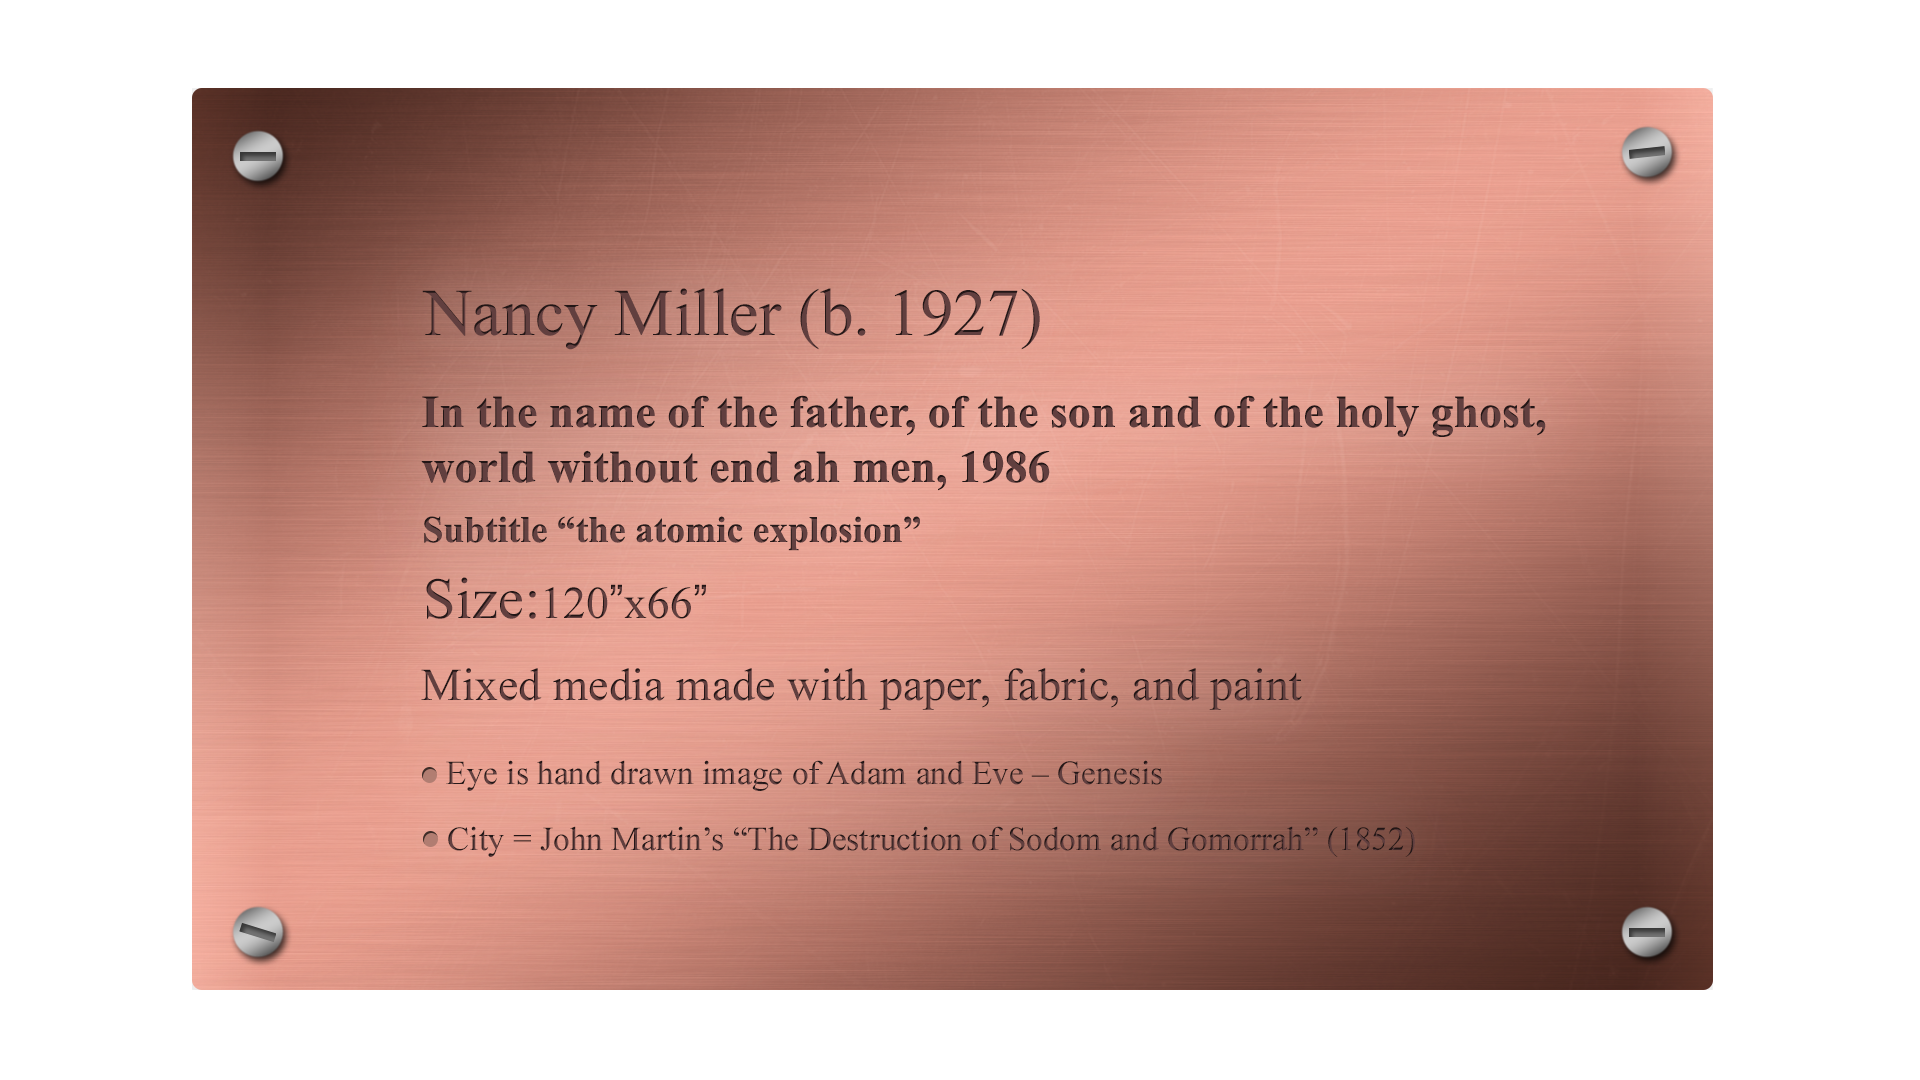 Nancy Miller (b. 1927)
In the name of the father, of the son and of the holy ghost,
world without end ah men, 1986
Subtitle “the atomic explosion”
Size:120”x66”
Mixed media made with paper, fabric, and paint
• Eye is hand drawn image of Adam and Eve – Genesis
• City = John Martin’s “The Destruction of Sodom and Gomorrah” (1852)